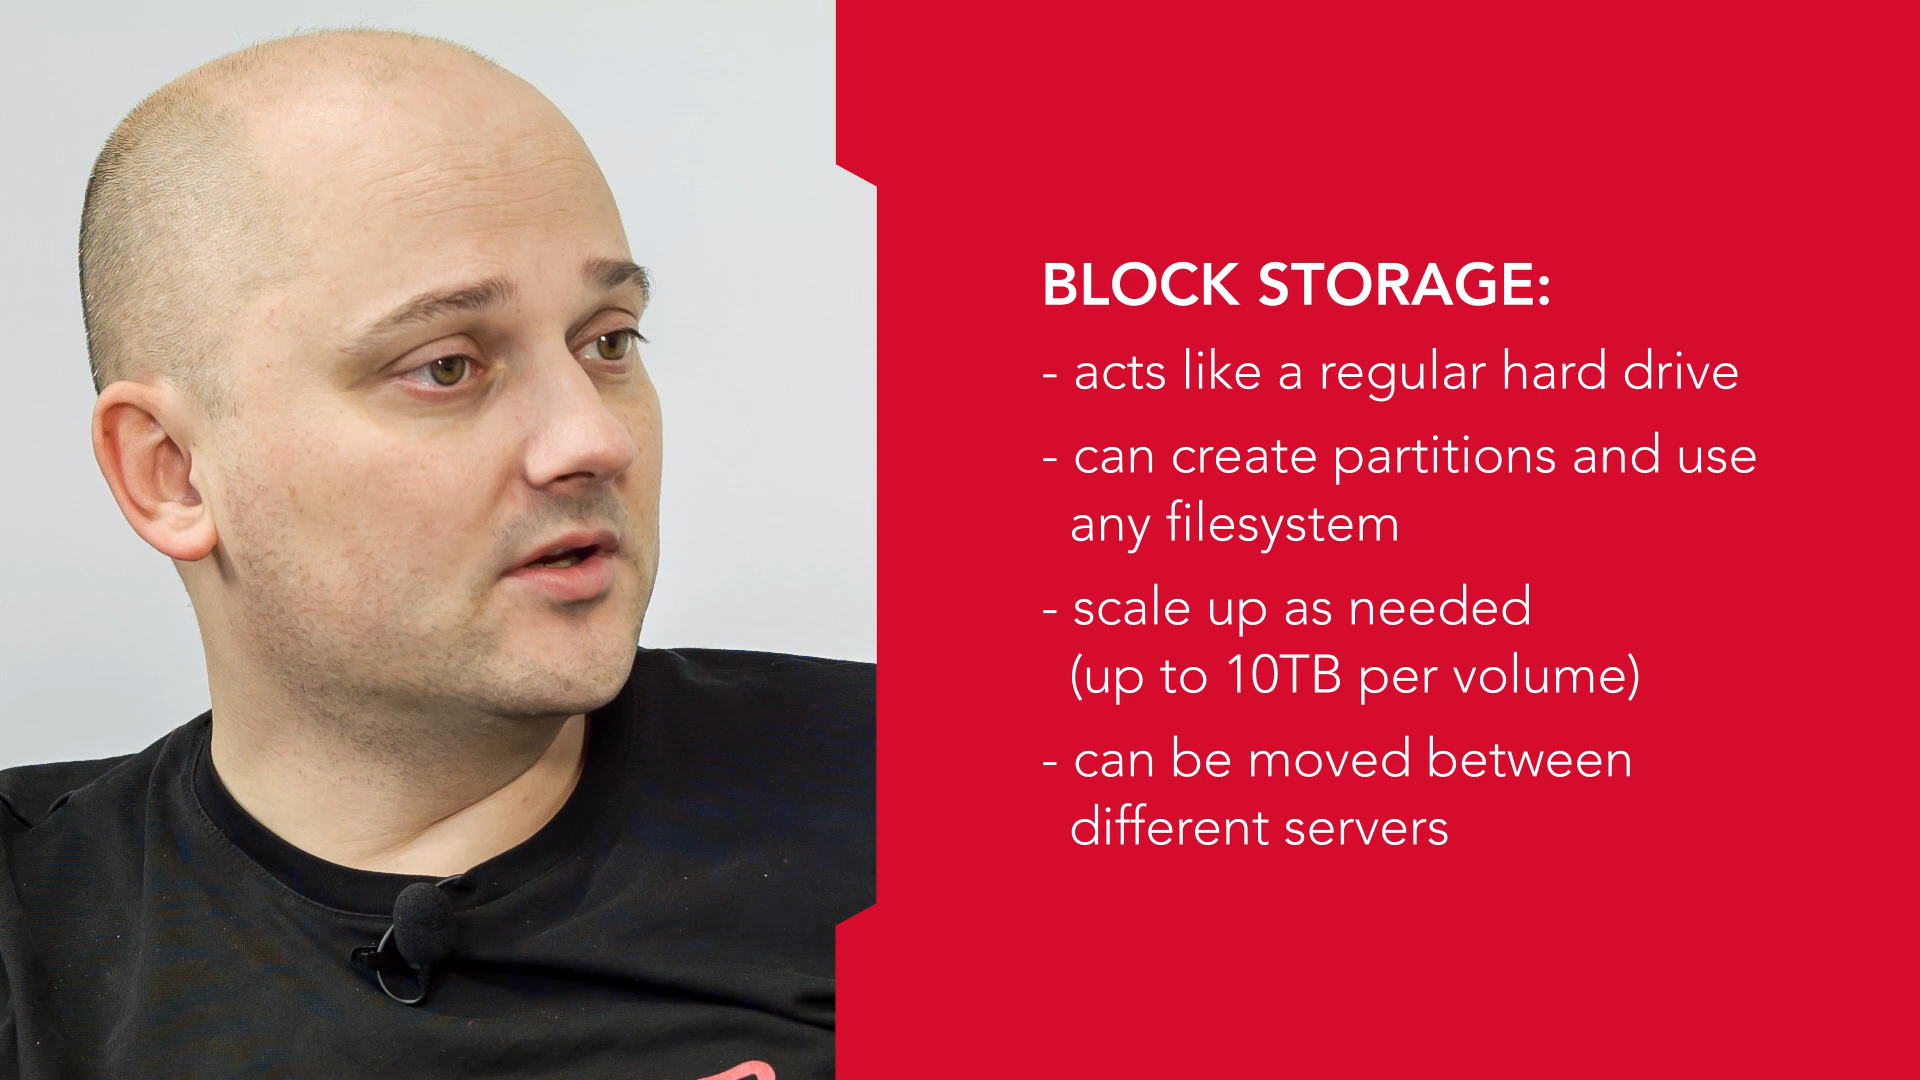 BLOCK STORAGE:
- acts like a regular hard drive
- can create partitions and use
any filesystem
- scale up as needed
(up to 10TB per volume)
- can be moved between
different servers